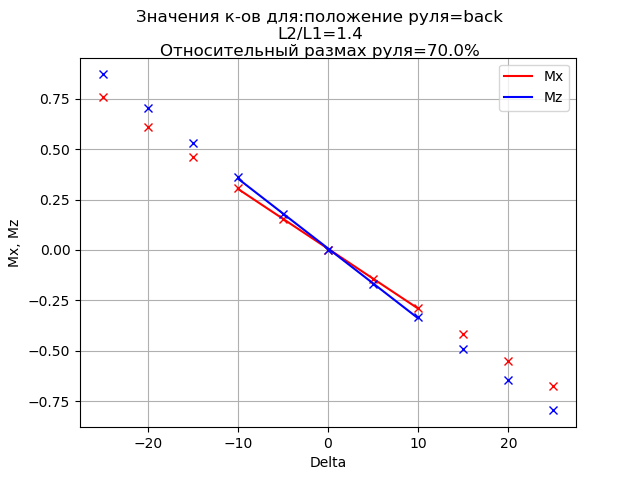 Значения к-ов для:положение руля=back
L2/L1=1.4
Относительный размах руля=70.0%
Mx
Mz
Mx, Mz
0.75
0.50
0.25
0.00
−0.25
−0.50
−0.75
−20
−10
0
10
20
Delta